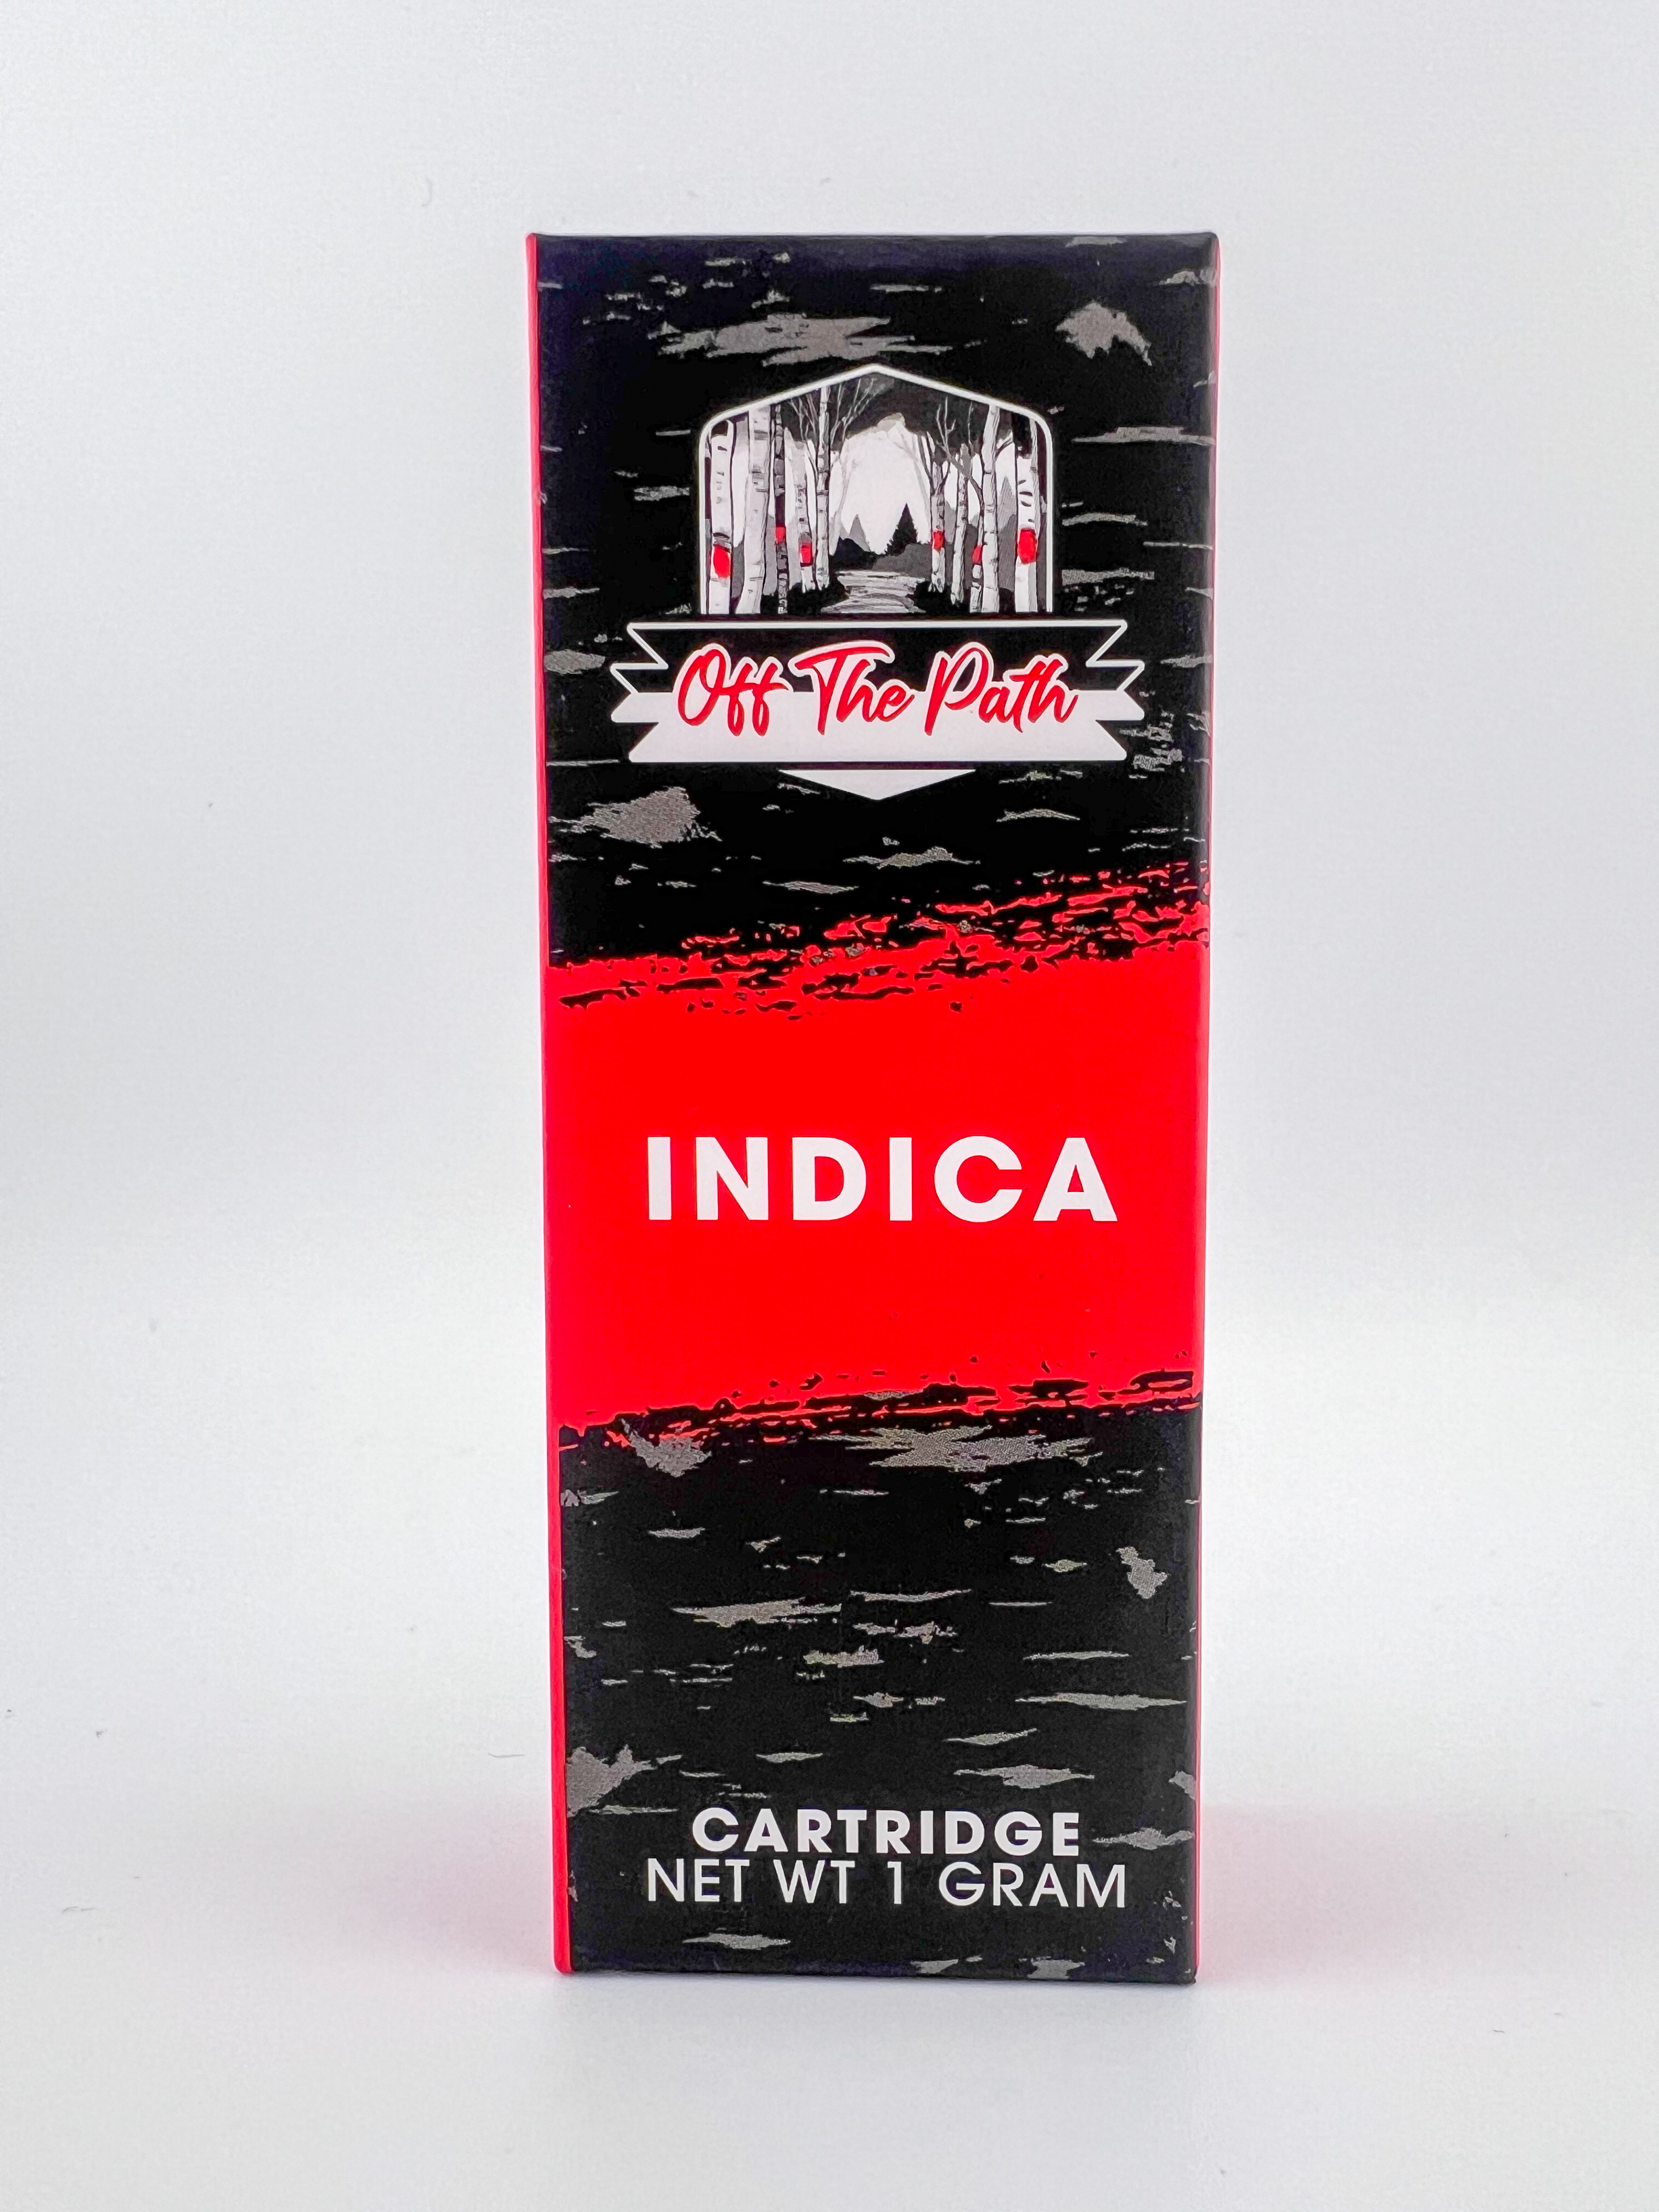 Off The Path
INDICA
CARTRIDGE
NET WT 1 GRAM